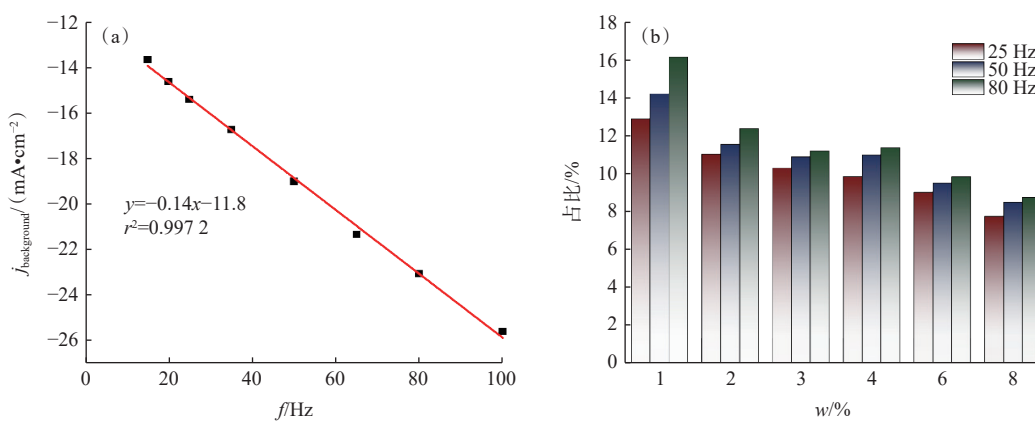 (a)
−12
−14
−16
−18
−20
−22
−24
−26
j_background/(mA•cm⁻²)
y=−0.14x−11.8
r²=0.997 2
0
20
40
60
80
100
f/Hz
(b)
18
16
14
12
10
8
6
4
2
0
占比/%
25 Hz
50 Hz
80 Hz
1
2
3
4
6
8
w/%